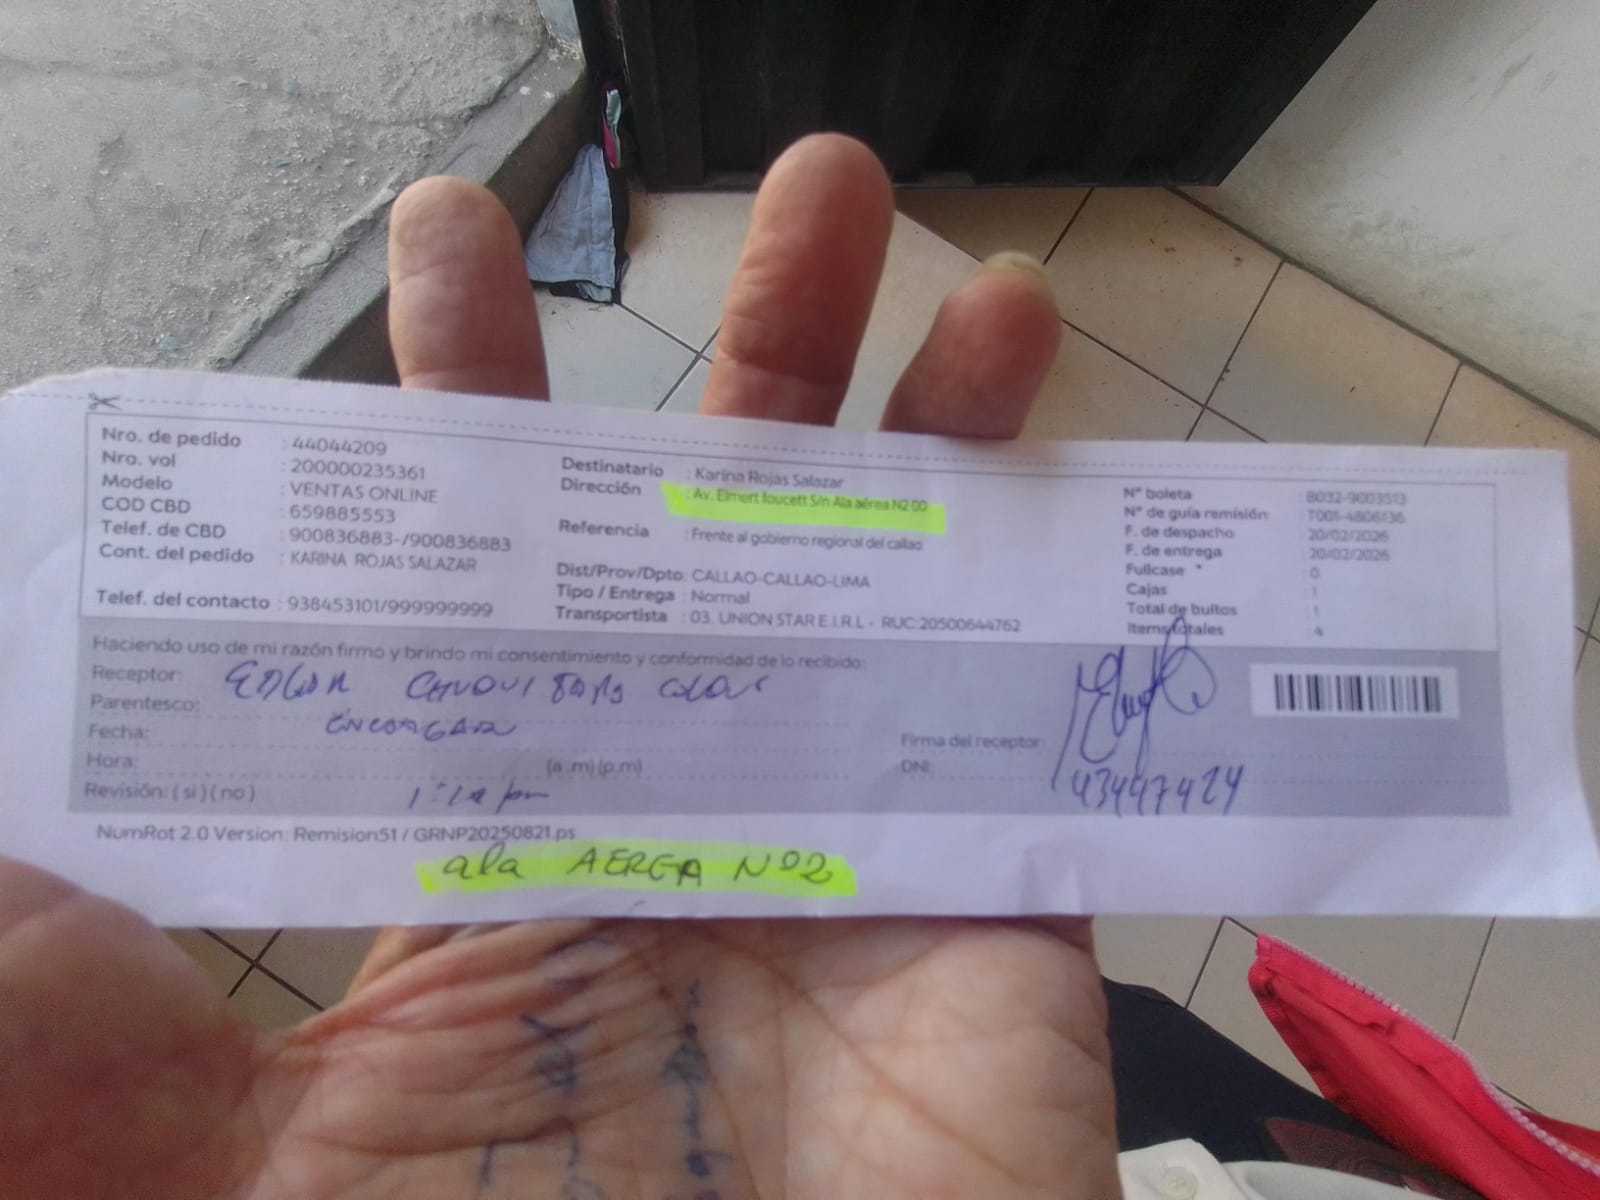 Nro. de pedido : 44044209
Nro. vol : 200000235361
Modelo : VENTAS ONLINE
COD CBD : 659885553
Telef. de CBD : 900836883-/900836883
Cont. del pedido : KARINA ROJAS SALAZAR
Telef. del contacto : 938453101/999999999
Destinatario : Karina Rojas Salazar
Dirección : Av. Elmert foucett S/n Ala aérea N2 00
Referencia : Frente al gobierno regional del callao
Dist/Prov/Dpto: CALLAO-CALLAO-LIMA
Tipo / Entrega : Normal
Transportista : 03. UNION STAR E.I.R.L - RUC:20500644762
N° boleta : B032-9003513
N° de guía remisión : T001-4806136
F. de despacho : 20/02/2026
F. de entrega : 20/02/2026
Fullcase * : 0
Cajas : 1
Total de bultos : 1
Items totales : 4
Haciendo uso de mi razón firmo y brindo mi consentimiento y conformidad de lo recibido:
Receptor:
Parentesco:
Fecha:
Hora: (a .m) (p.m)
Revisión: ( si ) ( no )
Firma del receptor:
DNI: 43447424
NumRot 2.0 Version: Remision51 / GRNP20250821.ps
ala AEREA Nº2